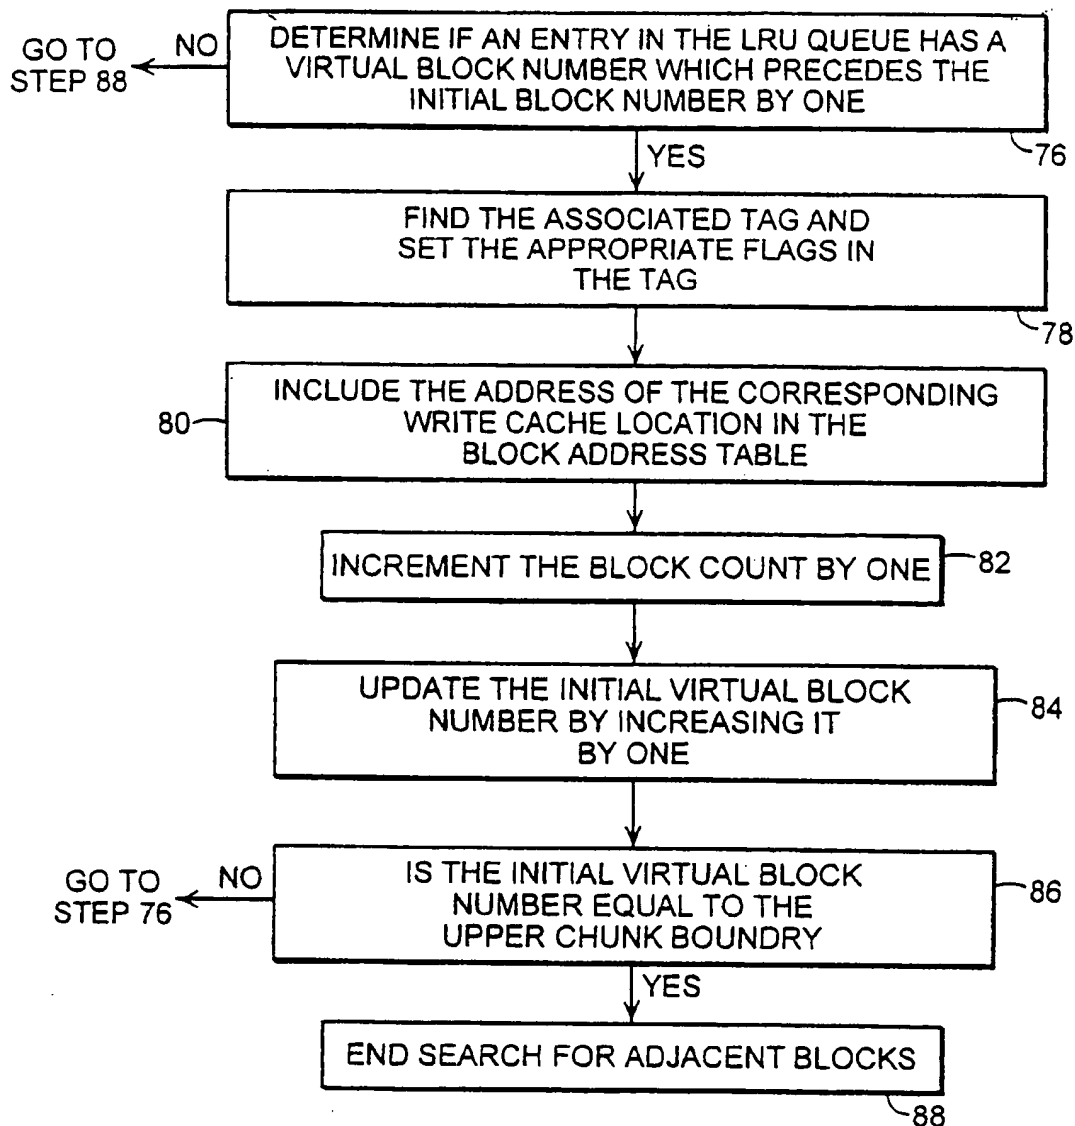 GO TO
STEP 88
NO
DETERMINE IF AN ENTRY IN THE LRU QUEUE HAS A
VIRTUAL BLOCK NUMBER WHICH PRECEDES THE
INITIAL BLOCK NUMBER BY ONE
76
YES
FIND THE ASSOCIATED TAG AND
SET THE APPROPRIATE FLAGS IN
THE TAG
78
80
INCLUDE THE ADDRESS OF THE CORRESPONDING
WRITE CACHE LOCATION IN THE
BLOCK ADDRESS TABLE
INCREMENT THE BLOCK COUNT BY ONE
82
UPDATE THE INITIAL VIRTUAL BLOCK
NUMBER BY INCREASING IT
BY ONE
84
GO TO
STEP 76
NO
IS THE INITIAL VIRTUAL BLOCK
NUMBER EQUAL TO THE
UPPER CHUNK BOUNDRY
86
YES
END SEARCH FOR ADJACENT BLOCKS
88